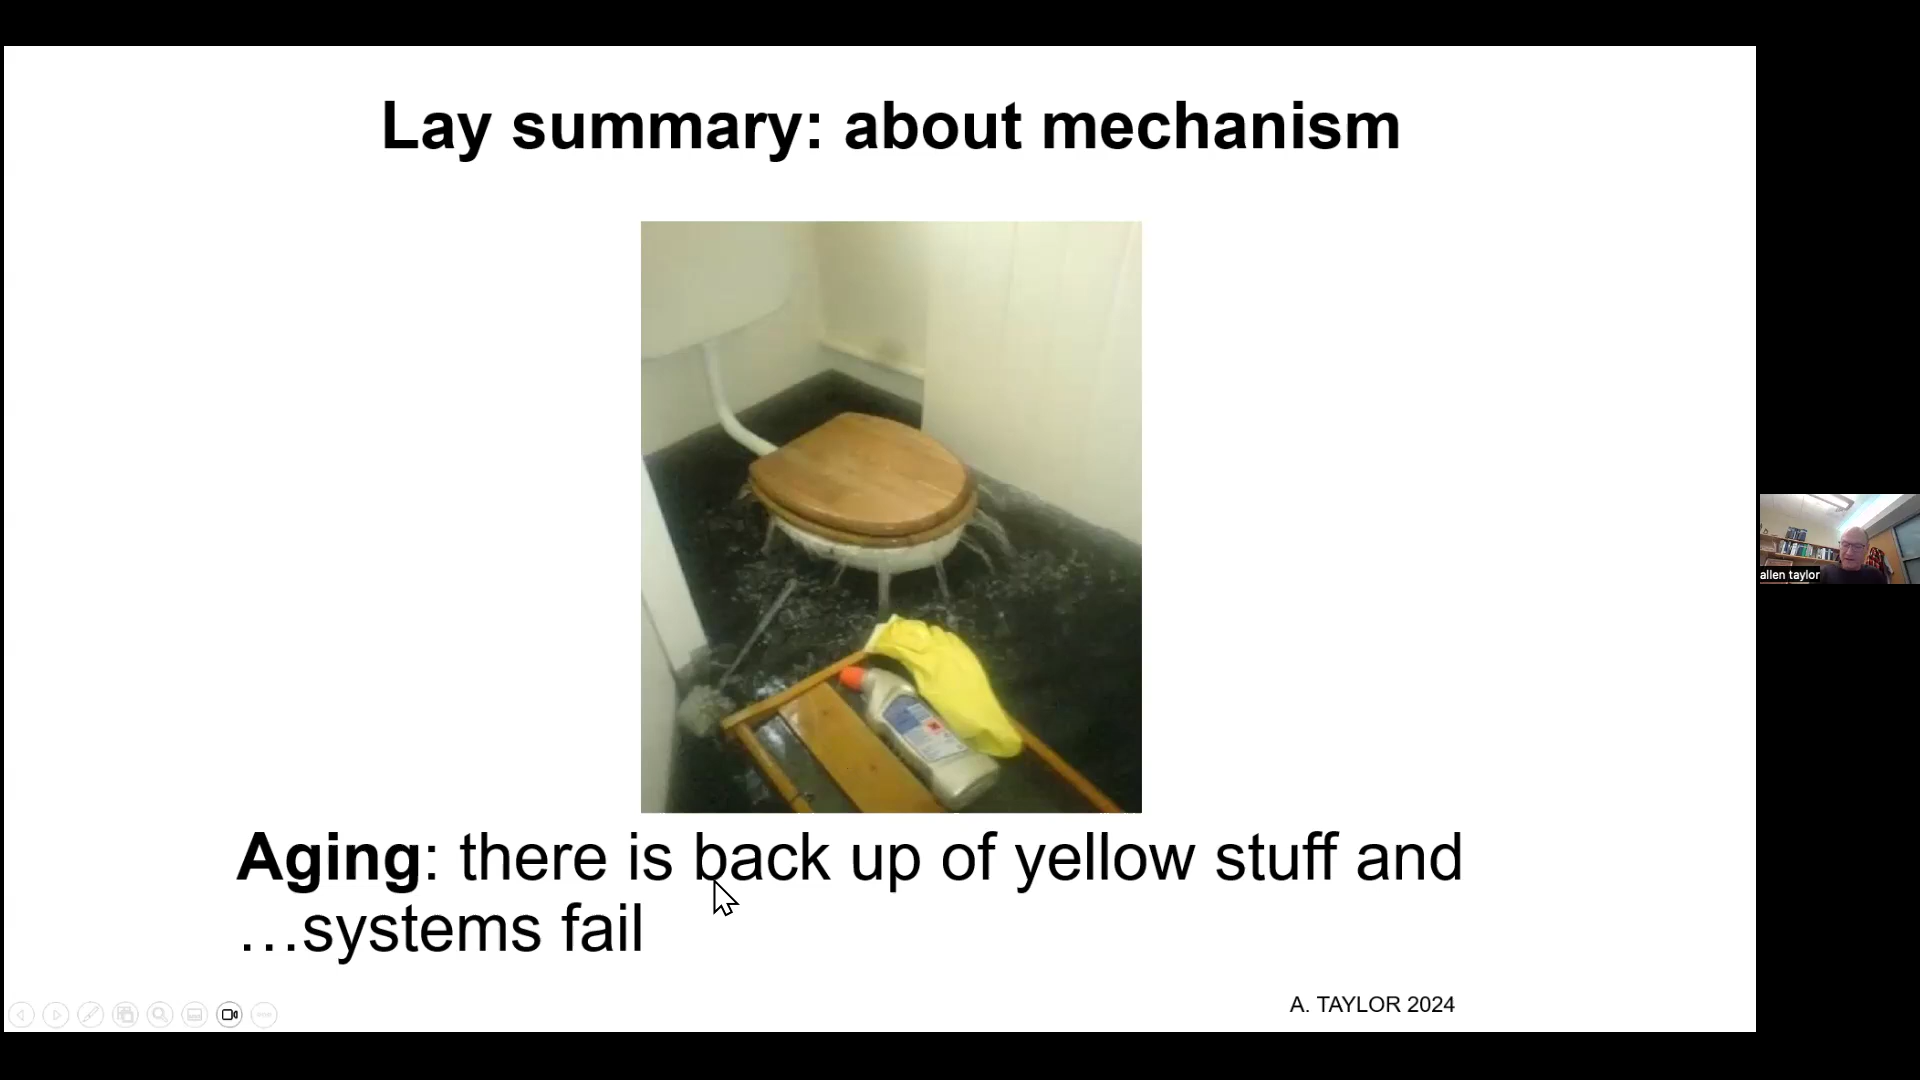 Lay summary: about mechanism
Aging: there is back up of yellow stuff and
…systems fail
A. TAYLOR 2024
allen taylor